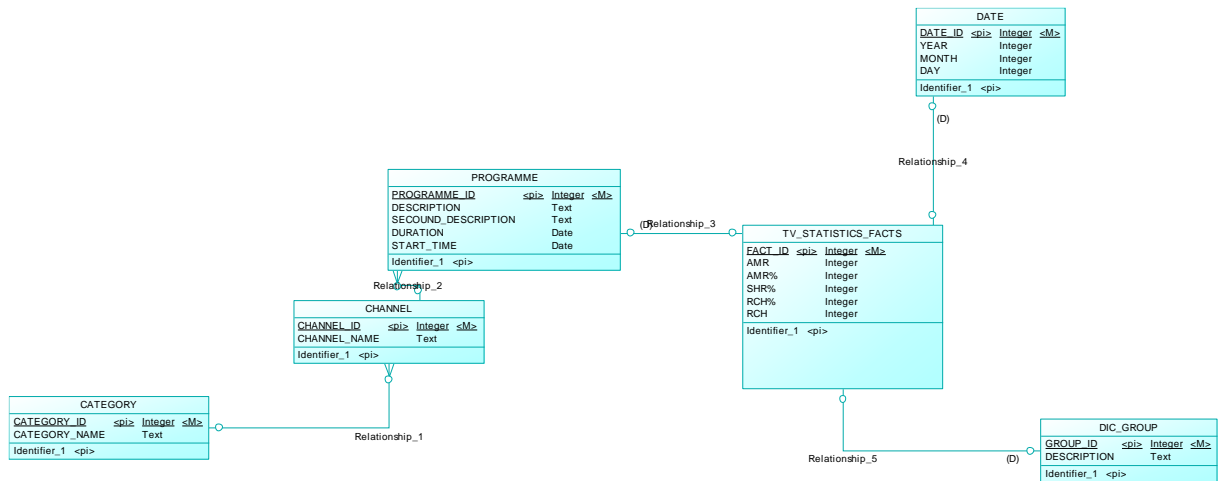 DATE
DATE_ID <pi> Integer <M>
YEAR Integer
MONTH Integer
DAY Integer
Identifier_1 <pi>
(D)
Relationship_4
PROGRAMME
PROGRAMME_ID <pi> Integer <M>
DESCRIPTION Text
SECOUND_DESCRIPTION Text
DURATION Date
START_TIME Date
Identifier_1 <pi>
(D)
Relationship_3
TV_STATISTICS_FACTS
FACT_ID <pi> Integer <M>
AMR Integer
AMR% Integer
SHR% Integer
RCH% Integer
RCH Integer
Identifier_1 <pi>
Relationship_2
CHANNEL
CHANNEL_ID <pi> Integer <M>
CHANNEL_NAME Text
Identifier_1 <pi>
CATEGORY
CATEGORY_ID <pi> Integer <M>
CATEGORY_NAME Text
Identifier_1 <pi>
Relationship_1
Relationship_5
(D)
DIC_GROUP
GROUP_ID <pi> Integer <M>
DESCRIPTION Text
Identifier_1 <pi>